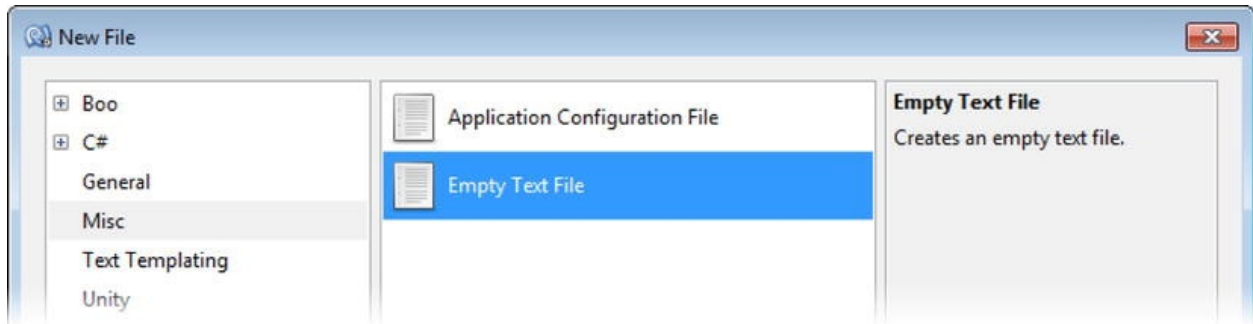 New File
Boo
C#
General
Misc
Text Templating
Unity
Application Configuration File
Empty Text File
Empty Text File
Creates an empty text file.